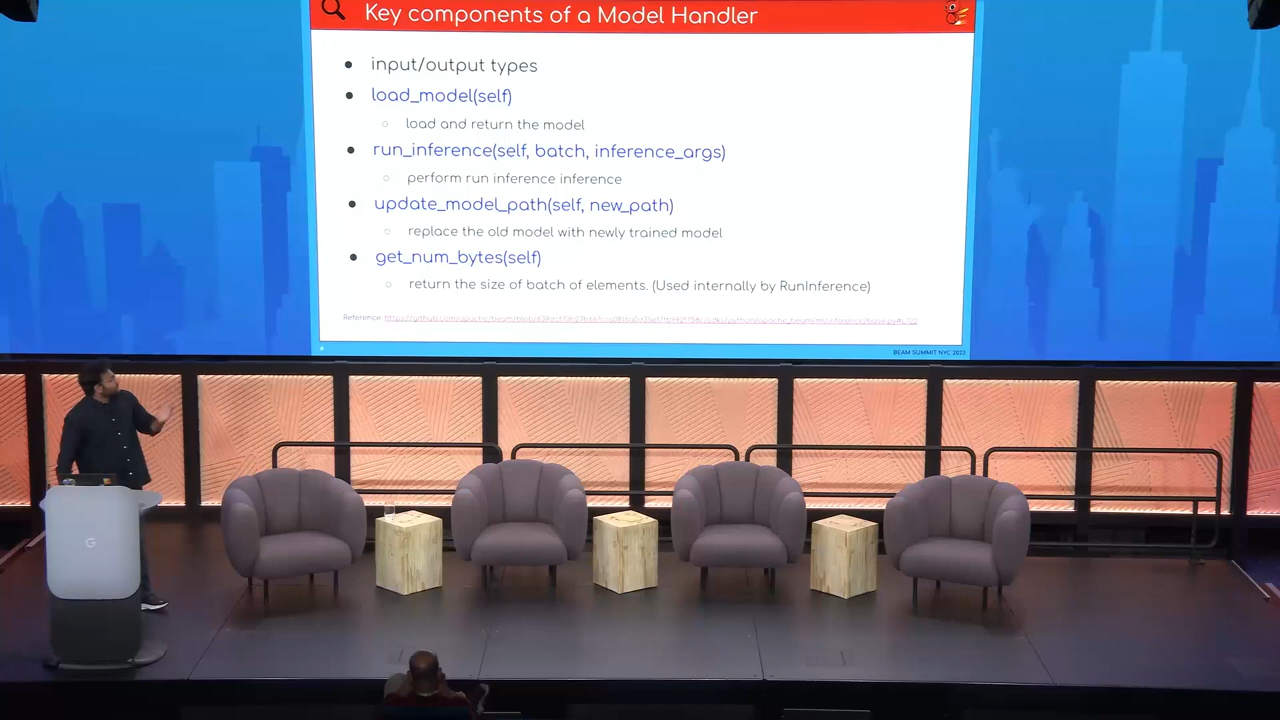 Key components of a Model Handler
● input/output types
● load_model(self)
○ load and return the model
● run_inference(self, batch, inference_args)
○ perform run inference inference
● update_model_path(self, new_path)
○ replace the old model with newly trained model
● get_num_bytes(self)
○ return the size of batch of elements. (Used internally by RunInference)
Reference:
BEAM SUMMIT NYC 2023
G